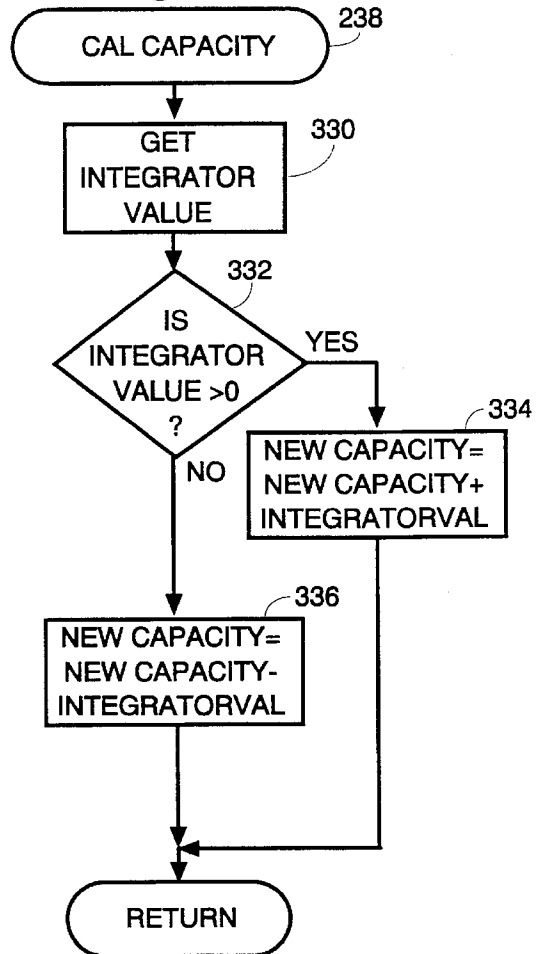 CAL CAPACITY
238
GET
INTEGRATOR
VALUE
330
332
IS
INTEGRATOR
VALUE >0
?
YES
NO
334
NEW CAPACITY=
NEW CAPACITY+
INTEGRATORVAL
336
NEW CAPACITY=
NEW CAPACITY-
INTEGRATORVAL
RETURN